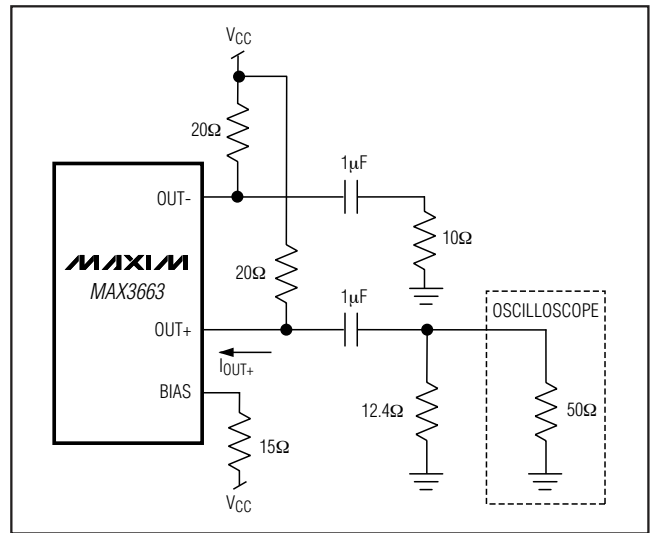 VCC
20Ω
1μF
OUT-
10Ω
MAXIM
MAX3663
20Ω
1μF
OSCILLOSCOPE
OUT+
IOUT+
BIAS
12.4Ω
50Ω
15Ω
VCC